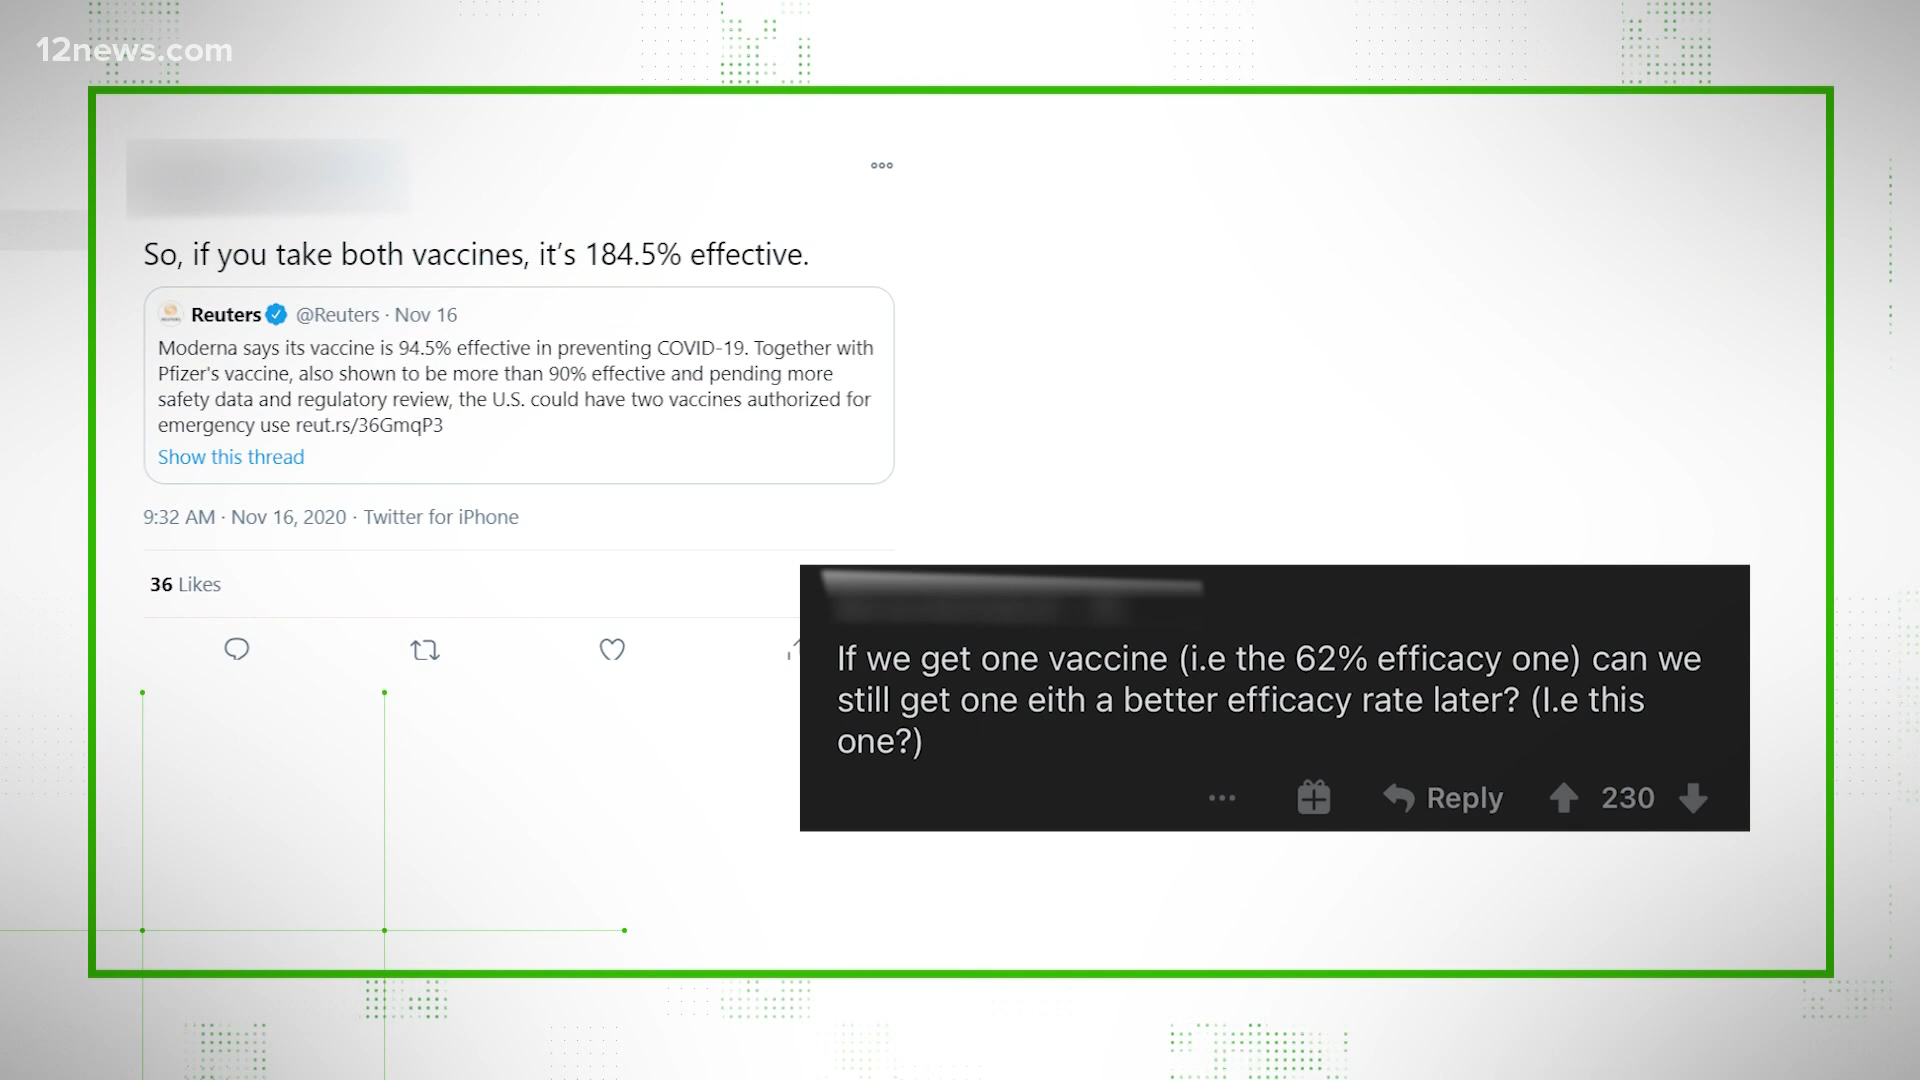 12news.com
So, if you take both vaccines, it's 184.5% effective.
Reuters @Reuters · Nov 16
Moderna says its vaccine is 94.5% effective in preventing COVID-19. Together with
Pfizer's vaccine, also shown to be more than 90% effective and pending more
safety data and regulatory review, the U.S. could have two vaccines authorized for
emergency use reut.rs/36GmqP3
Show this thread
9:32 AM · Nov 16, 2020 · Twitter for iPhone
36 Likes
If we get one vaccine (i.e the 62% efficacy one) can we
still get one eith a better efficacy rate later? (I.e this
one?)
Reply 230